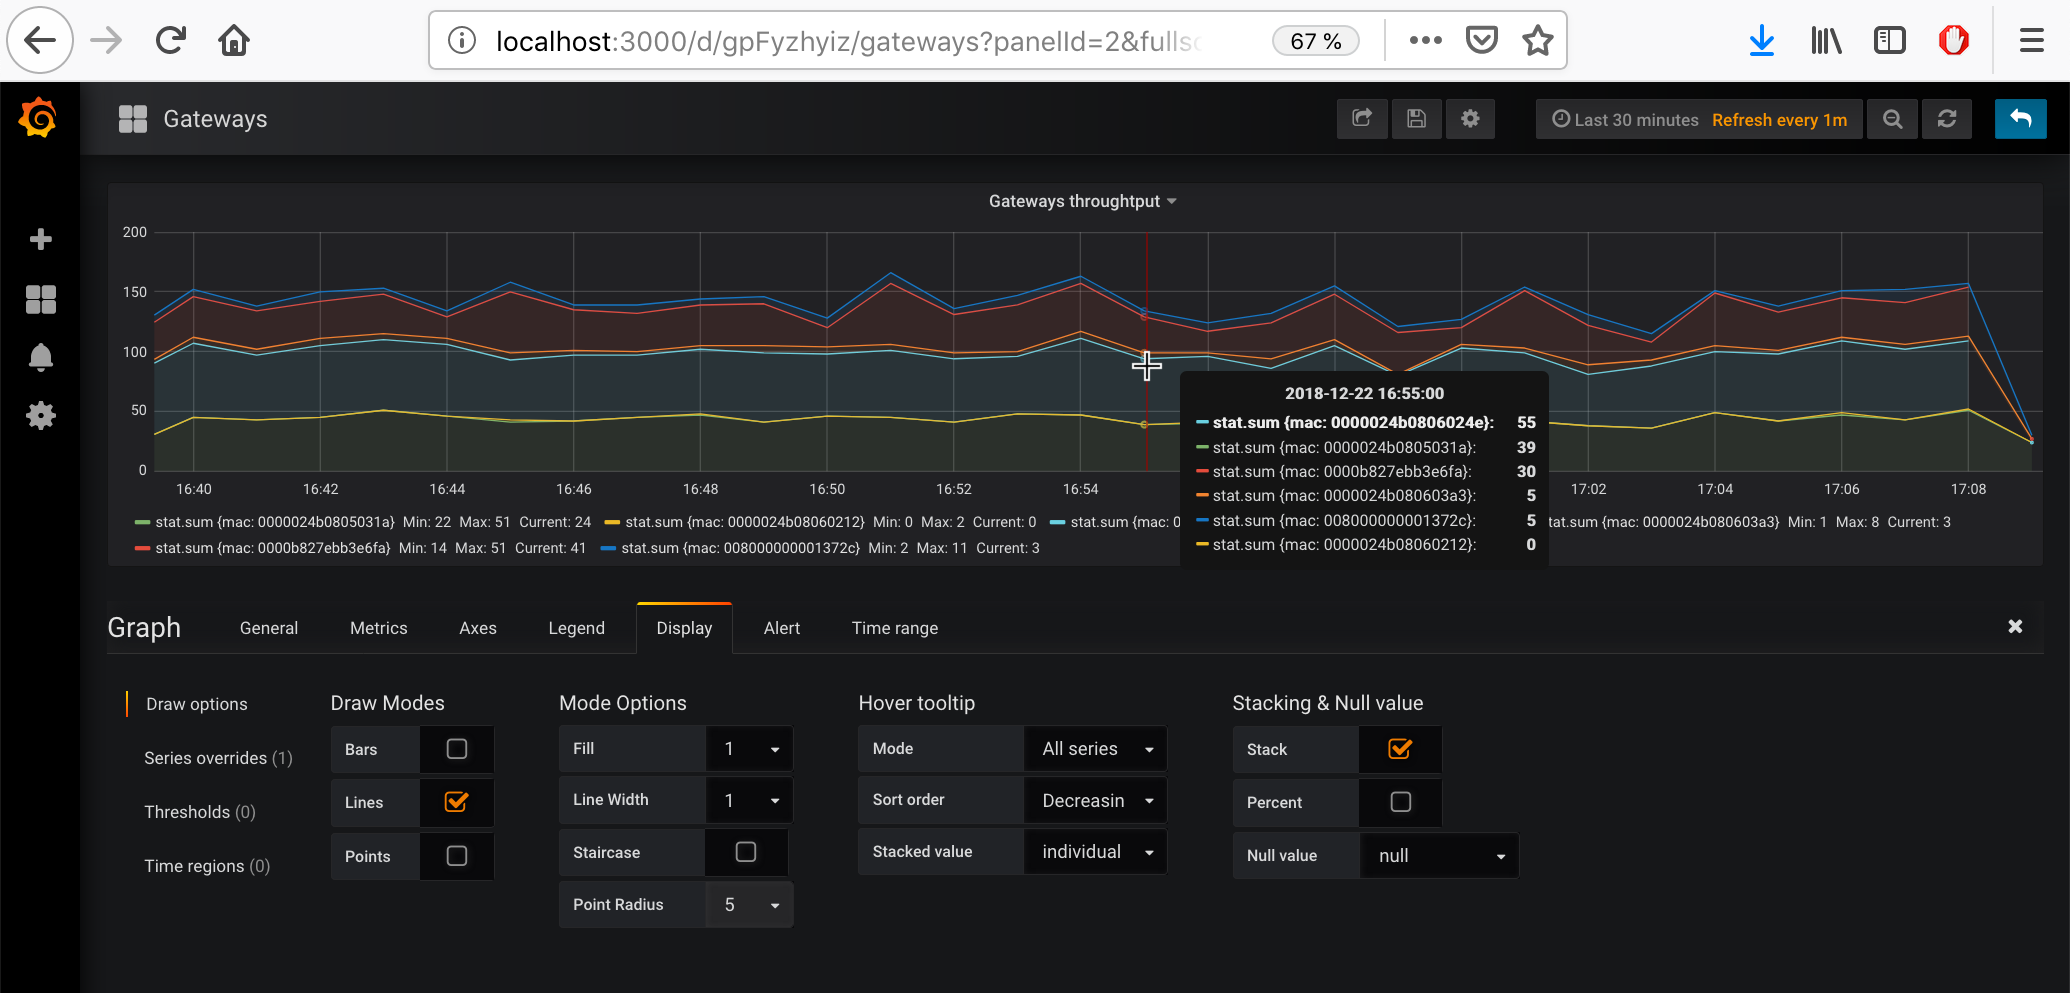 localhost:3000/d/gpFyzhyiz/gateways?panelId=2&fullsc
67 %
Gateways
Last 30 minutes Refresh every 1m
Gateways throughtput
200
150
100
50
0
16:40 16:42 16:44 16:46 16:48 16:50 16:52 16:54 17:02 17:04 17:06 17:08
2018-12-22 16:55:00
stat.sum {mac: 0000024b0806024e}: 55
stat.sum {mac: 0000024b0805031a}: 39
stat.sum {mac: 0000b827ebb3e6fa}: 30
stat.sum {mac: 0000024b080603a3}: 5
stat.sum {mac: 008000000001372c}: 5
stat.sum {mac: 0000024b08060212}: 0
stat.sum {mac: 0000024b0805031a} Min: 22 Max: 51 Current: 24 stat.sum {mac: 0000024b08060212} Min: 0 Max: 2 Current: 0 stat.sum {mac: 0 tat.sum {mac: 0000024b080603a3} Min: 1 Max: 8 Current: 3
stat.sum {mac: 0000b827ebb3e6fa} Min: 14 Max: 51 Current: 41 stat.sum {mac: 008000000001372c} Min: 2 Max: 11 Current: 3
Graph General Metrics Axes Legend Display Alert Time range
Draw options
Series overrides (1)
Thresholds (0)
Time regions (0)
Draw Modes
Bars
Lines
Points
Mode Options
Fill 1
Line Width 1
Staircase
Point Radius 5
Hover tooltip
Mode All series
Sort order Decreasin
Stacked value individual
Stacking & Null value
Stack
Percent
Null value null